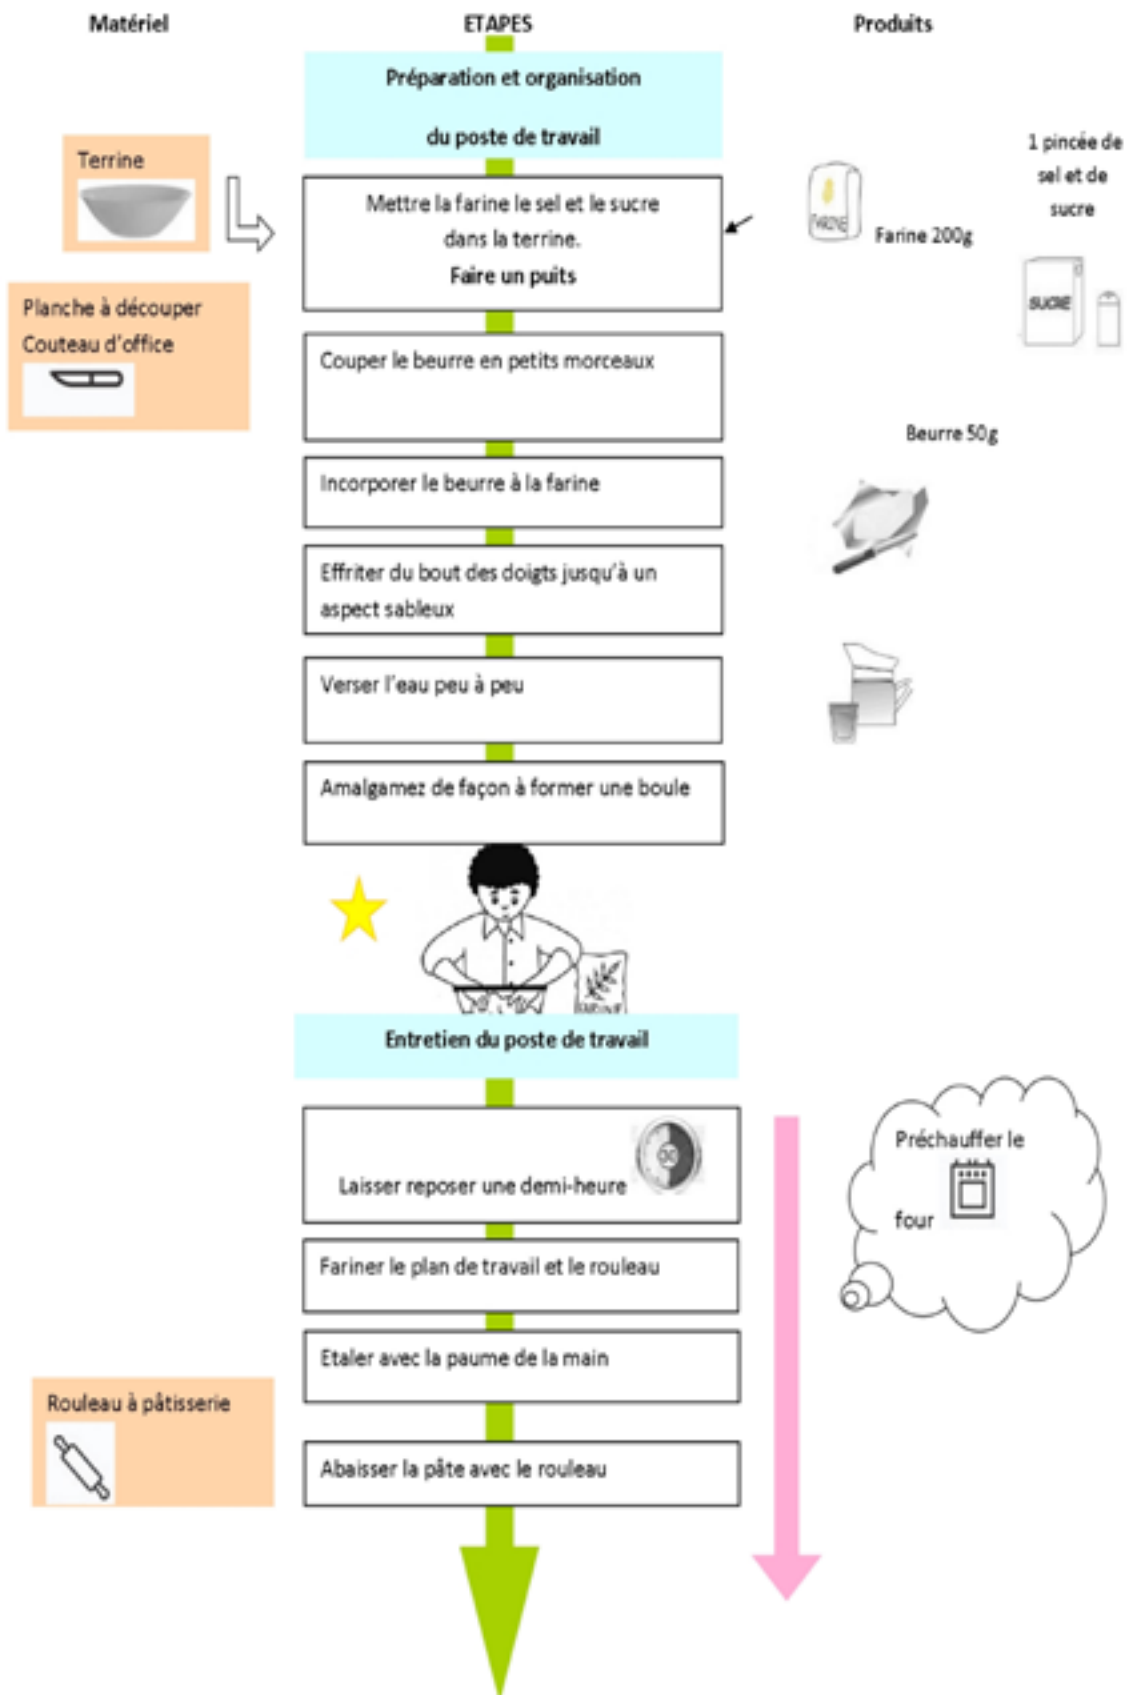 Matériel
ETAPES
Produits
Préparation et organisation
du poste de travail
Terrine
Mettre la farine le sel et le sucre
dans la terrine.
Faire un puits
FARINE
Farine 200g
1 pincée de
sel et de
sucre
SUCRE
Planche à découper
Couteau d'office
Couper le beurre en petits morceaux
Beurre 50g
Incorporer le beurre à la farine
Effriter du bout des doigts jusqu'à un
aspect sableux
Verser l'eau peu à peu
Amalgamez de façon à former une boule
FARINE
Entretien du poste de travail
Laisser reposer une demi-heure
Préchauffer le
four
Fariner le plan de travail et le rouleau
Etaler avec la paume de la main
Rouleau à pâtisserie
Abaisser la pâte avec le rouleau